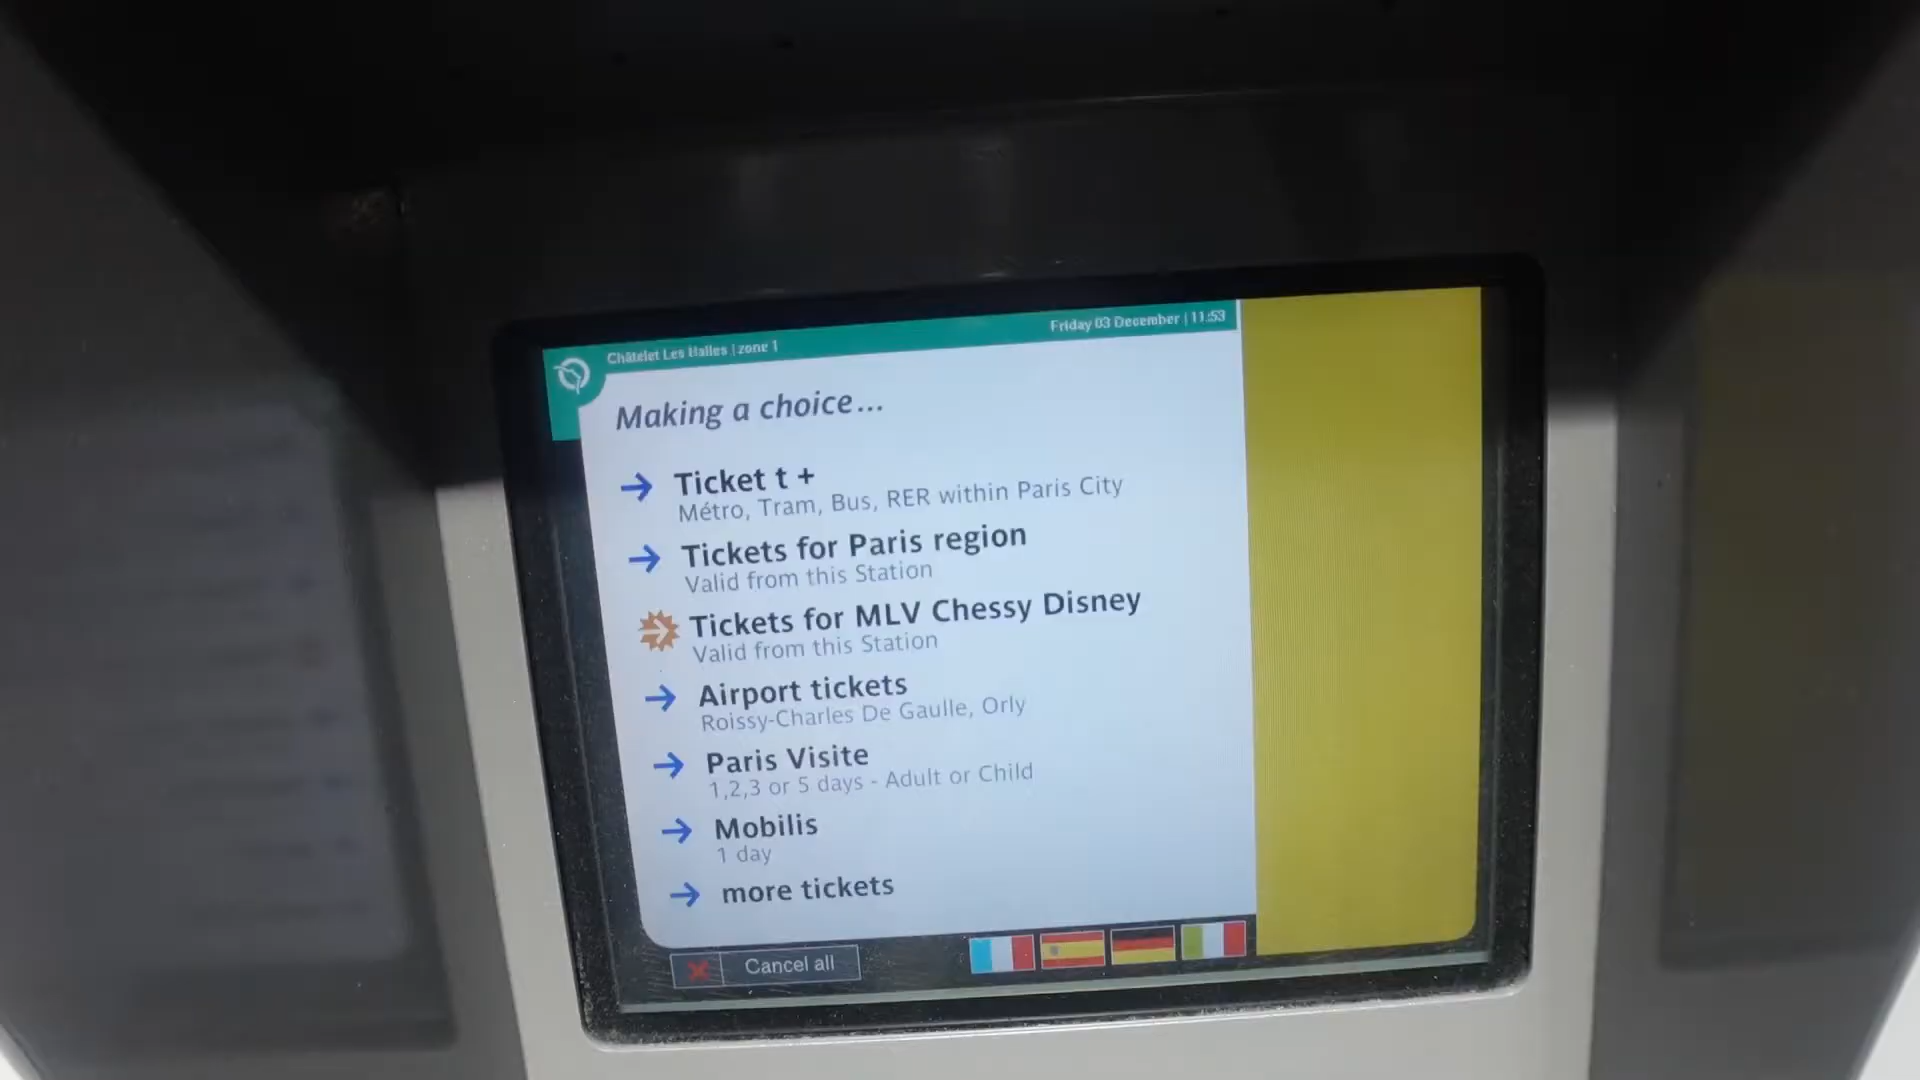 Châtelet Les Halles | zone 1
Friday 03 December | 11:53
Making a choice...
Ticket t +
Métro, Tram, Bus, RER within Paris City
Tickets for Paris region
Valid from this Station
Tickets for MLV Chessy Disney
Valid from this Station
Airport tickets
Roissy-Charles De Gaulle, Orly
Paris Visite
1,2,3 or 5 days - Adult or Child
Mobilis
1 day
more tickets
Cancel all